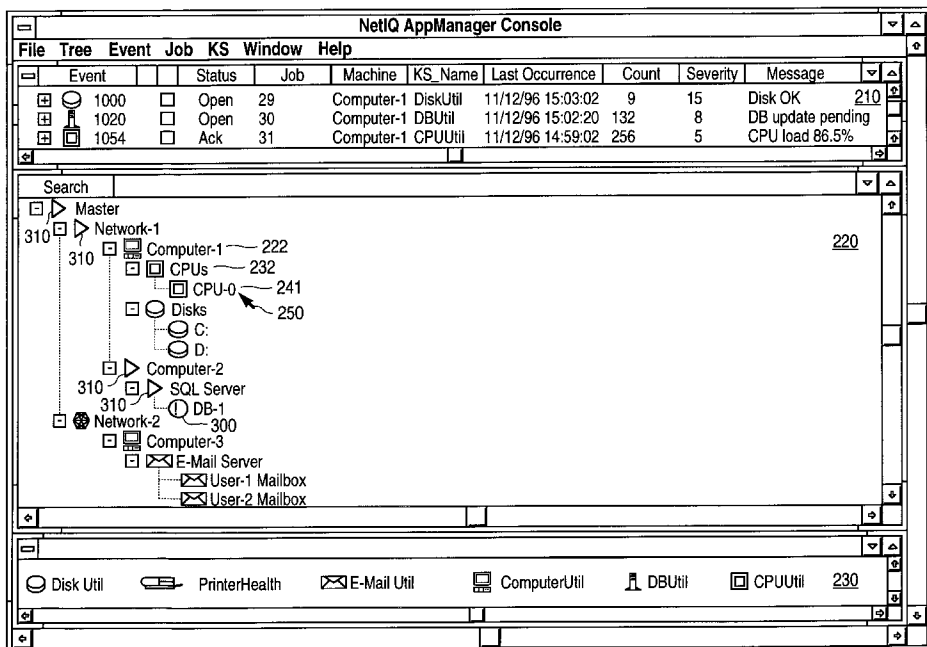 NetIQ AppManager Console
File Tree Event Job KS Window Help
Event Status Job Machine KS_Name Last Occurrence Count Severity Message
1000 Open 29 Computer-1 DiskUtil 11/12/96 15:03:02 9 15 Disk OK 210
1020 Open 30 Computer-1 DBUtil 11/12/96 15:02:20 132 8 DB update pending
1054 Ack 31 Computer-1 CPUUtil 11/12/96 14:59:02 256 5 CPU load 86.5%
Search
Master
310 Network-1 220
310 Computer-1 222
CPUs 232
CPU-0 241
Disks 250
C:
D:
Computer-2
310 SQL Server
310 DB-1
Network-2 300
Computer-3
E-Mail Server
User-1 Mailbox
User-2 Mailbox
Disk Util PrinterHealth E-Mail Util ComputerUtil DBUtil CPUUtil 230